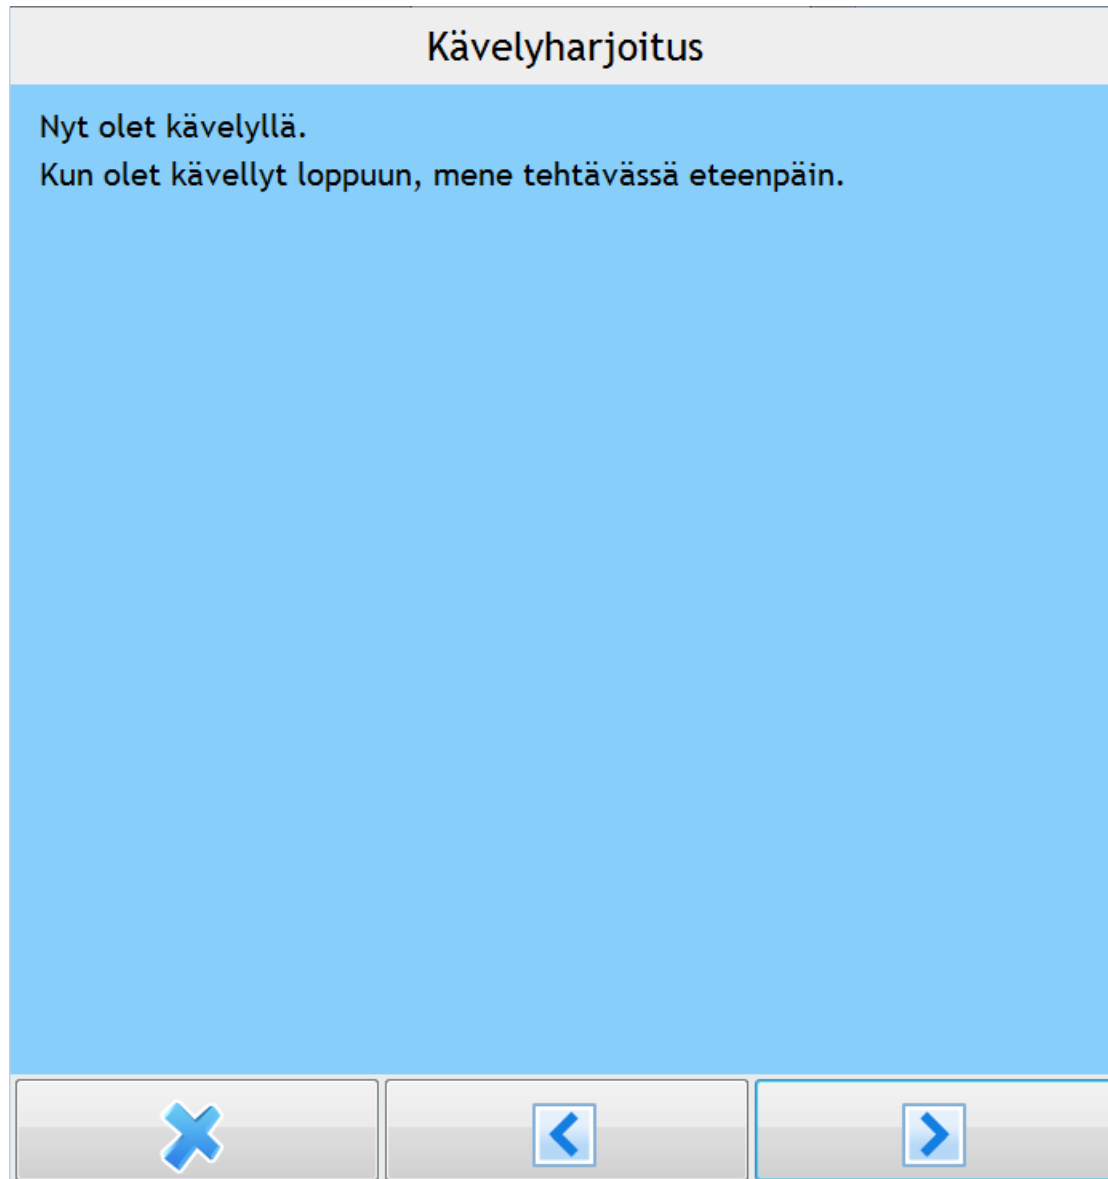 Kävelyharjoitus
Nyt olet kävelyllä.
Kun olet kävellyt loppuun, mene tehtävässä eteenpäin.